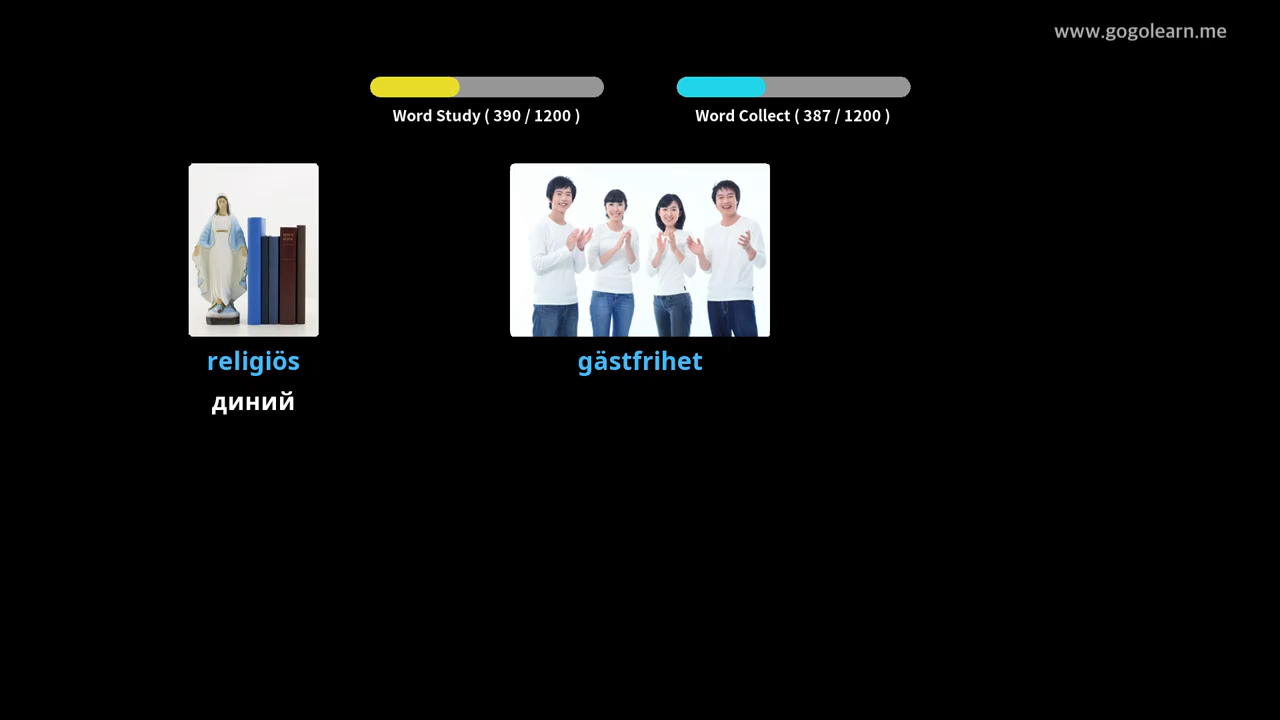 www.gogolearn.me
Word Study ( 390 / 1200 )
Word Collect ( 387 / 1200 )
religiös
gästfrihet
диний